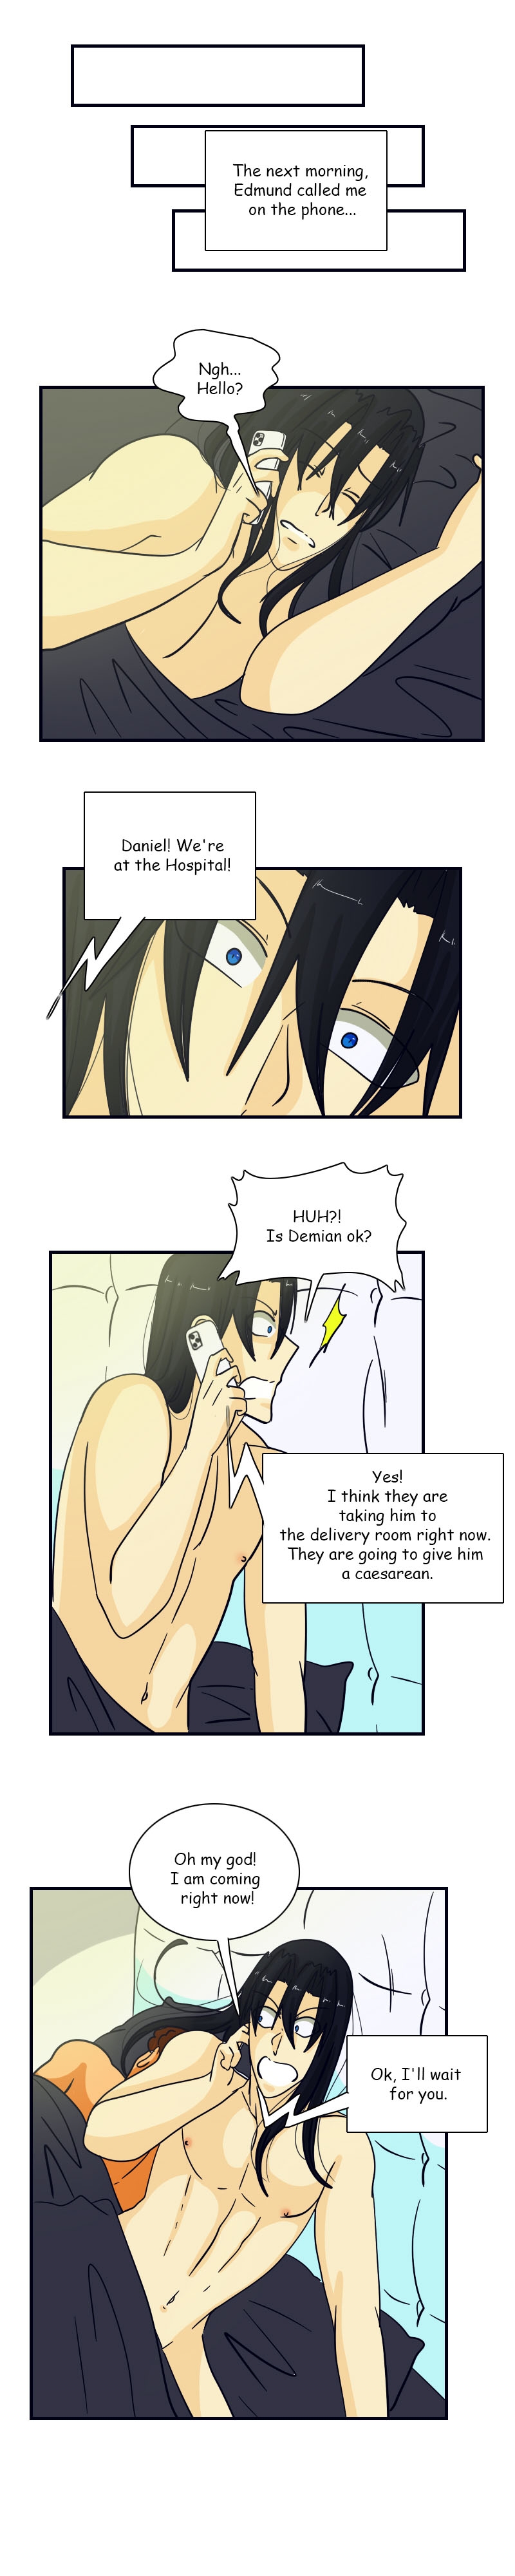 The next morning,
Edmund called me
on the phone...
Ngh...
Hello?
Daniel! We're
at the Hospital!
HUH?!
Is Demian ok?
Yes!
I think they are
taking him to
the delivery room right now.
They are going to give him
a caesarean.
Oh my god!
I am coming
right now!
Ok, I'll wait
for you.